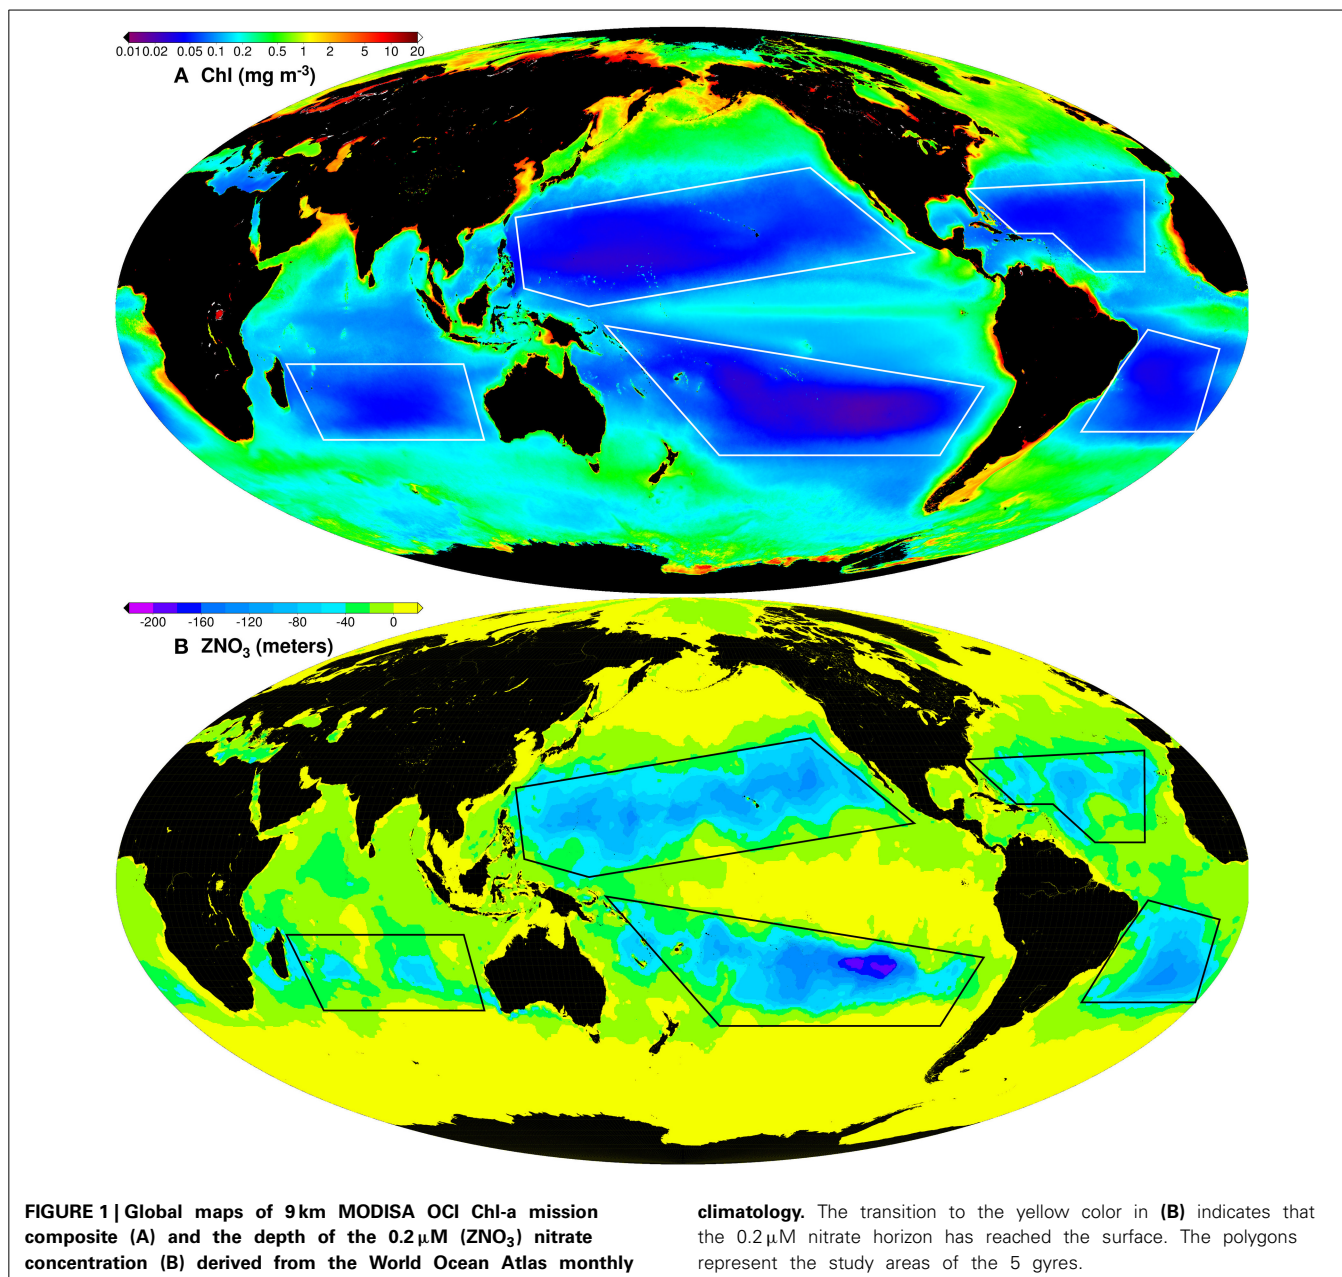 0.01 0.02 0.05 0.1 0.2 0.5 1 2 5 10 20
A Chl (mg m⁻³)
-200 -160 -120 -80 -40 0
B ZNO₃ (meters)
FIGURE 1 | Global maps of 9 km MODISA OCI Chl-a mission
composite (A) and the depth of the 0.2 μM (ZNO₃) nitrate
concentration (B) derived from the World Ocean Atlas monthly
climatology. The transition to the yellow color in (B) indicates that
the 0.2 μM nitrate horizon has reached the surface. The polygons
represent the study areas of the 5 gyres.